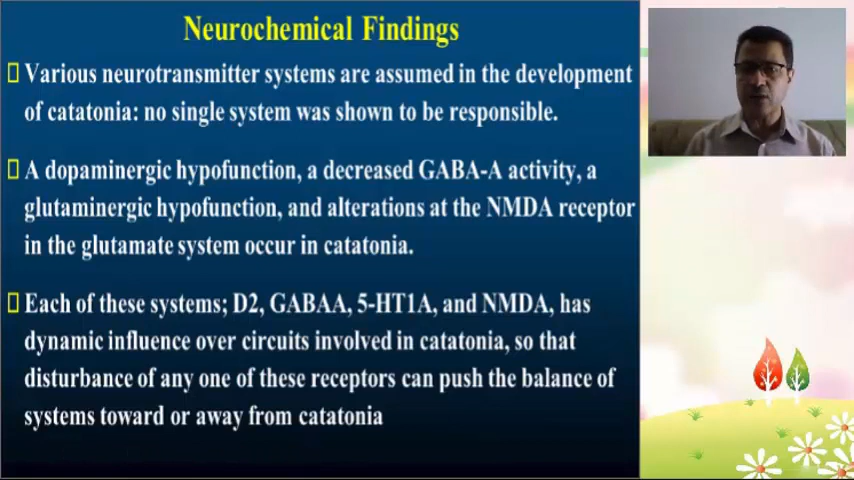 Neurochemical Findings
Various neurotransmitter systems are assumed in the development
of catatonia: no single system was shown to be responsible.
A dopaminergic hypofunction, a decreased GABA-A activity, a
glutaminergic hypofunction, and alterations at the NMDA receptor
in the glutamate system occur in catatonia.
Each of these systems; D2, GABAA, 5-HT1A, and NMDA, has
dynamic influence over circuits involved in catatonia, so that
disturbance of any one of these receptors can push the balance of
systems toward or away from catatonia